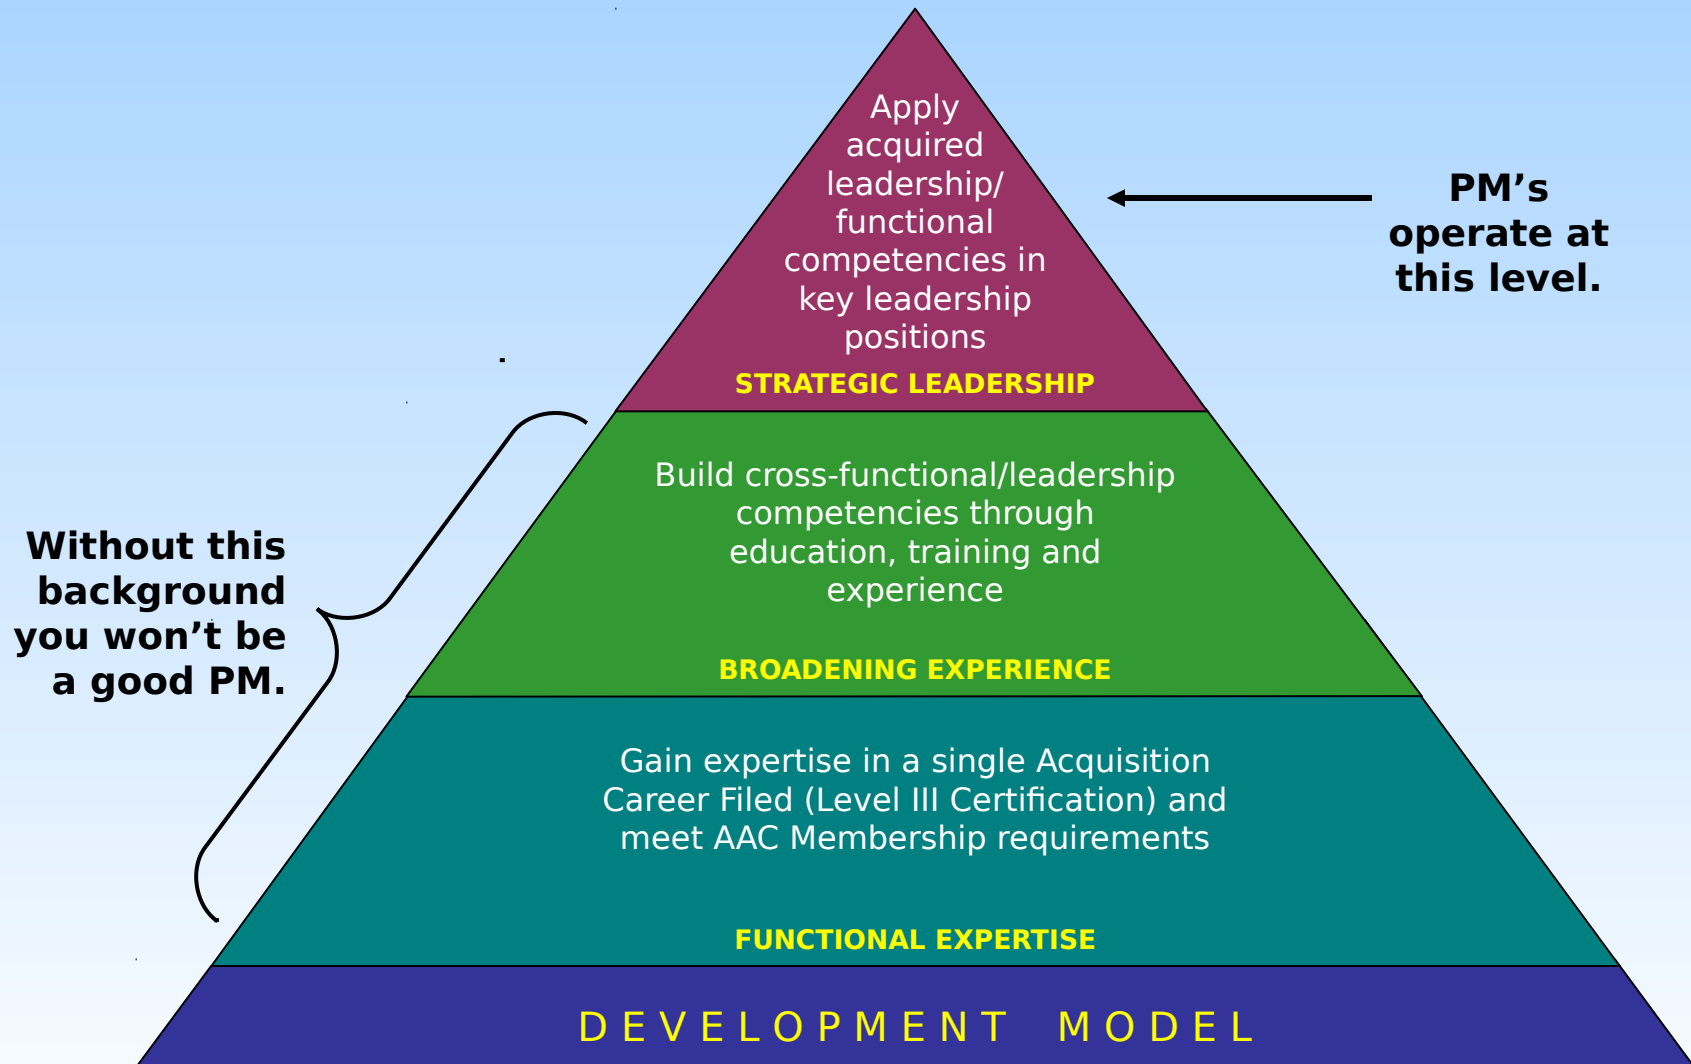 Apply
acquired
leadership/
functional
competencies in
key leadership
positions
STRATEGIC LEADERSHIP
PM’s
operate at
this level.
Build cross-functional/leadership
competencies through
education, training and
experience
BROADENING EXPERIENCE
Without this
background
you won’t be
a good PM.
Gain expertise in a single Acquisition
Career Filed (Level III Certification) and
meet AAC Membership requirements
FUNCTIONAL EXPERTISE
DEVELOPMENT MODEL